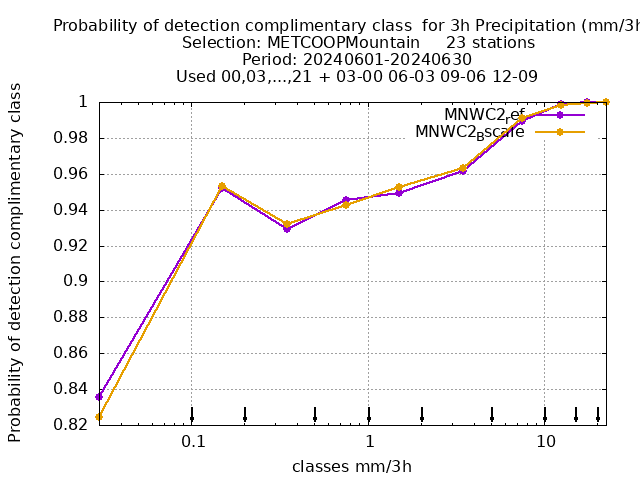 Probability of detection complimentary class  for 3h Precipitation (mm/3h
Selection: METCOOPMountain     23 stations
Period: 20240601-20240630
Used 00,03,...,21 + 03-00 06-03 09-06 12-09
MNWC2_ref
MNWC2_Bscale
1
0.98
0.96
0.94
0.92
0.9
0.88
0.86
0.84
0.82
0.1
1
10
classes mm/3h
Probability of detection complimentary class